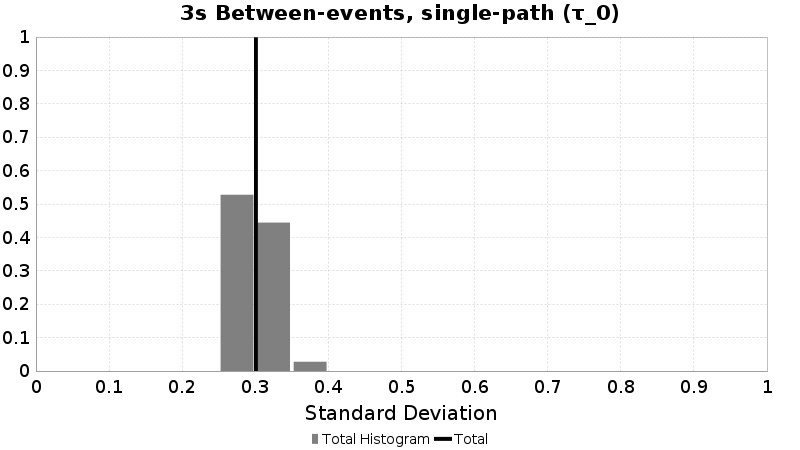 3s Between-events, single-path (τ_0)
1
0.9
0.8
0.7
0.6
0.5
0.4
0.3
0.2
0.1
0
0 0.1 0.2 0.3 0.4 0.5 0.6 0.7 0.8 0.9 1
Standard Deviation
Total Histogram Total